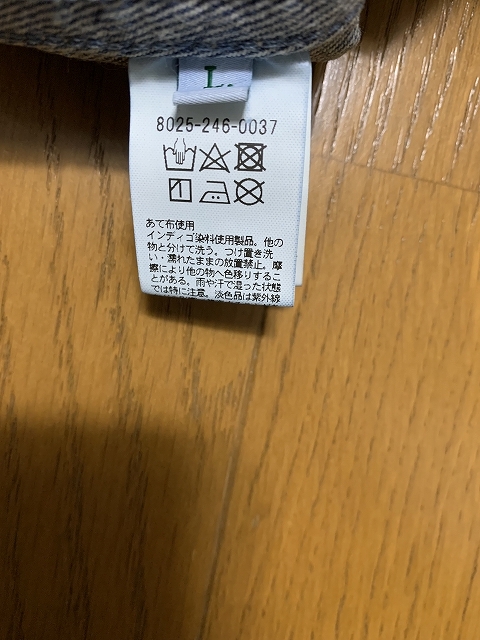 L
8025-246-0037
あて布使用
インディゴ染料使用製品。他の
物と分けて洗う。つけ置き洗
い・濡れたままの放置禁止。摩
擦により他の物へ色移りするこ
とがある。雨や汗で湿った状態
では特に注意。淡色品は紫外線